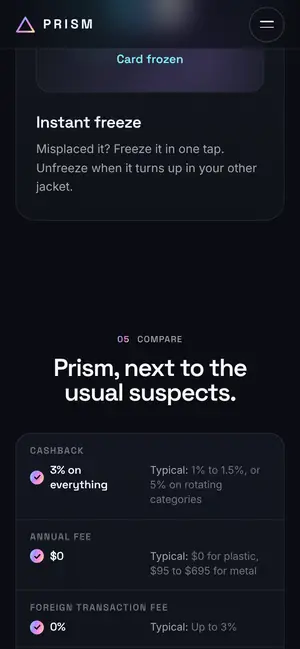 PRISM
Card frozen
Instant freeze
Misplaced it? Freeze it in one tap.
Unfreeze when it turns up in your other
jacket.
05 COMPARE
Prism, next to the
usual suspects.
CASHBACK
3% on
everything
Typical: 1% to 1.5%, or
5% on rotating
categories
ANNUAL FEE
$0
Typical: $0 for plastic,
$95 to $695 for metal
FOREIGN TRANSACTION FEE
0%
Typical: Up to 3%